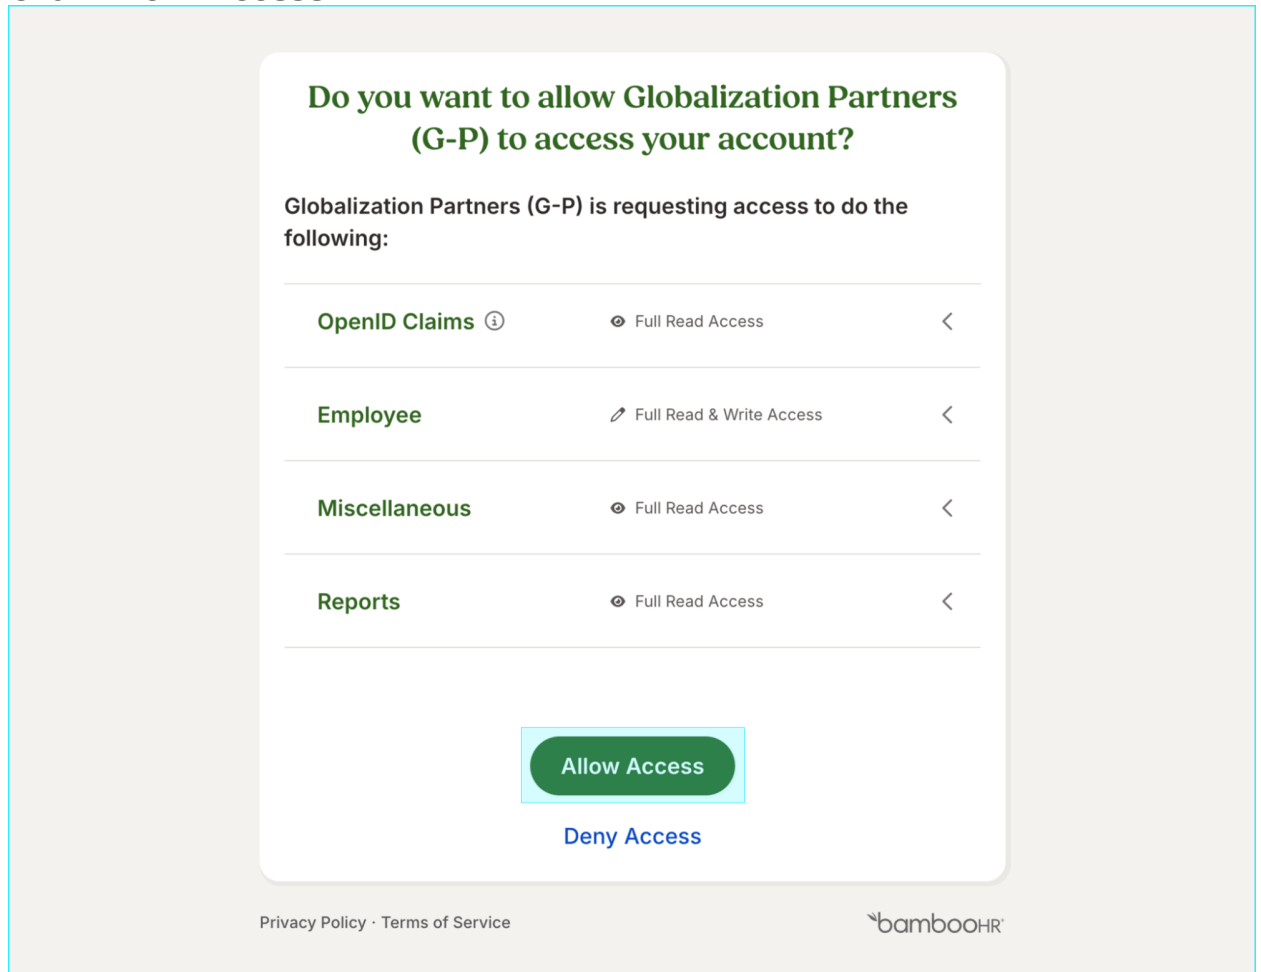 Do you want to allow Globalization Partners
(G-P) to access your account?
Globalization Partners (G-P) is requesting access to do the
following:
OpenID Claims Full Read Access
Employee Full Read & Write Access
Miscellaneous Full Read Access
Reports Full Read Access
Allow Access
Deny Access
Privacy Policy · Terms of Service bambooHR